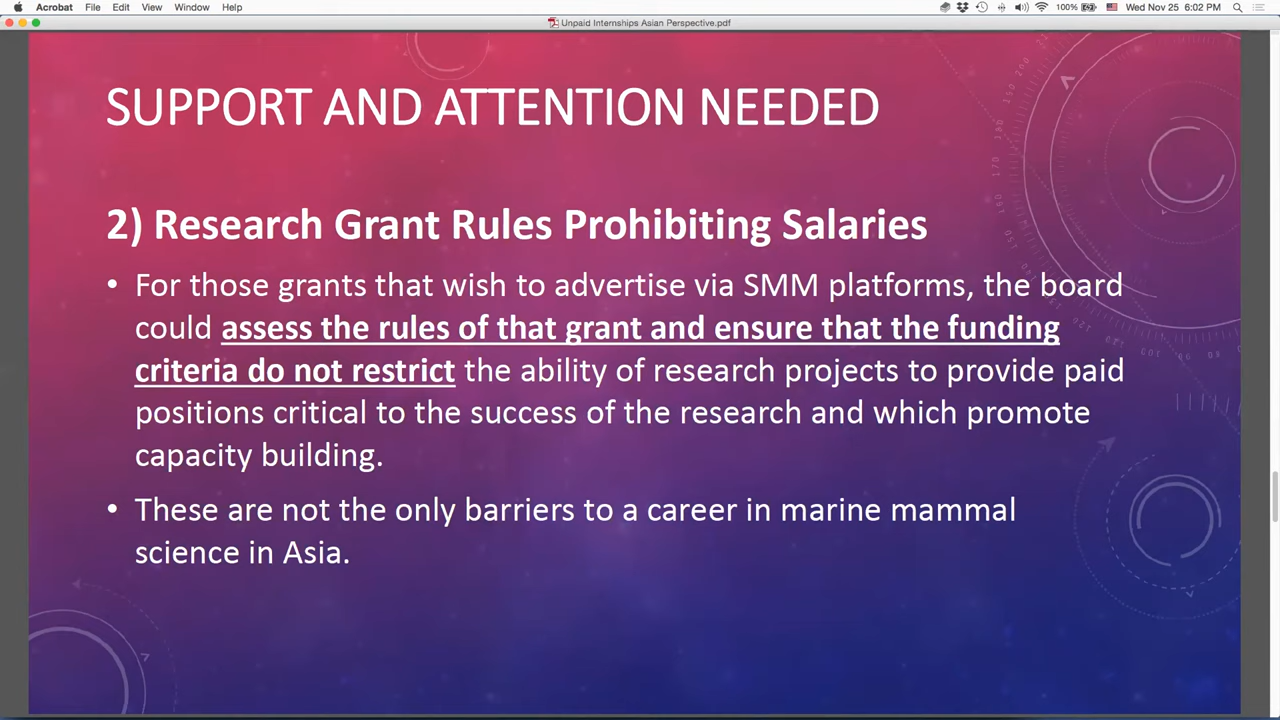 Acrobat File Edit View Window Help 100% Wed Nov 25 6:02 PM
Unpaid Internships Asian Perspective.pdf
SUPPORT AND ATTENTION NEEDED
2) Research Grant Rules Prohibiting Salaries
• For those grants that wish to advertise via SMM platforms, the board
could assess the rules of that grant and ensure that the funding
criteria do not restrict the ability of research projects to provide paid
positions critical to the success of the research and which promote
capacity building.
• These are not the only barriers to a career in marine mammal
science in Asia.